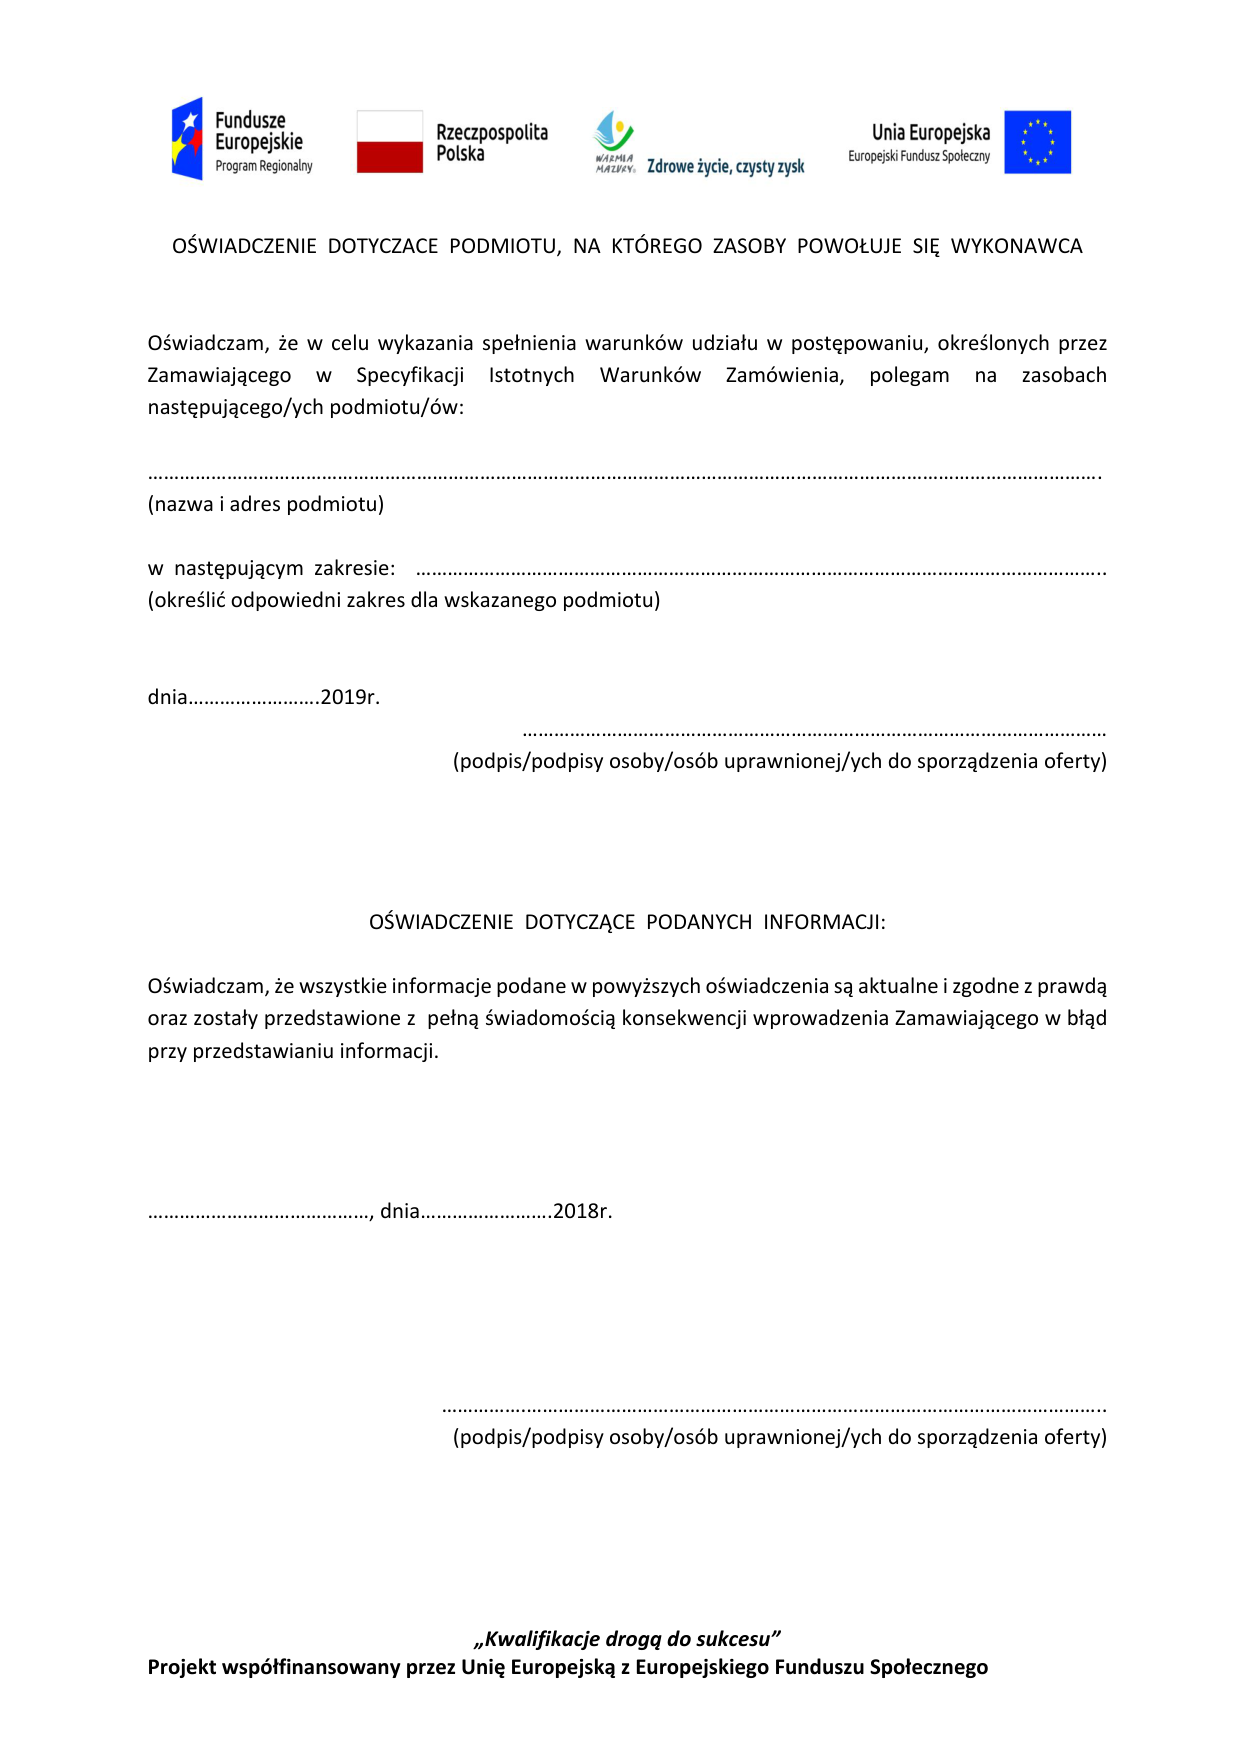 Fundusze
Europejskie
Program Regionalny
Rzeczpospolita
Polska
WARMIA
MAZURY
Zdrowe życie, czysty zysk
Unia Europejska
Europejski Fundusz Społeczny
OŚWIADCZENIE DOTYCZACE PODMIOTU, NA KTÓREGO ZASOBY POWOŁUJE SIĘ WYKONAWCA
Oświadczam, że w celu wykazania spełnienia warunków udziału w postępowaniu, określonych przez
Zamawiającego w Specyfikacji Istotnych Warunków Zamówienia, polegam na zasobach
następującego/ych podmiotu/ów:
……………………………………………………………………………………………………………………………………………………………….
(nazwa i adres podmiotu)
w następującym zakresie: …………………………………………………………………………………………………………………..
(określić odpowiedni zakres dla wskazanego podmiotu)
dnia…………………….2019r.
…………………………………………………………………………………………………
(podpis/podpisy osoby/osób uprawnionej/ych do sporządzenia oferty)
OŚWIADCZENIE DOTYCZĄCE PODANYCH INFORMACJI:
Oświadczam, że wszystkie informacje podane w powyższych oświadczenia są aktualne i zgodne z prawdą
oraz zostały przedstawione z pełną świadomością konsekwencji wprowadzenia Zamawiającego w błąd
przy przedstawianiu informacji.
……………………………………, dnia…………………….2018r.
…………….………………………………………………………………………………………………..
(podpis/podpisy osoby/osób uprawnionej/ych do sporządzenia oferty)
„Kwalifikacje drogą do sukcesu”
Projekt współfinansowany przez Unię Europejską z Europejskiego Funduszu Społecznego